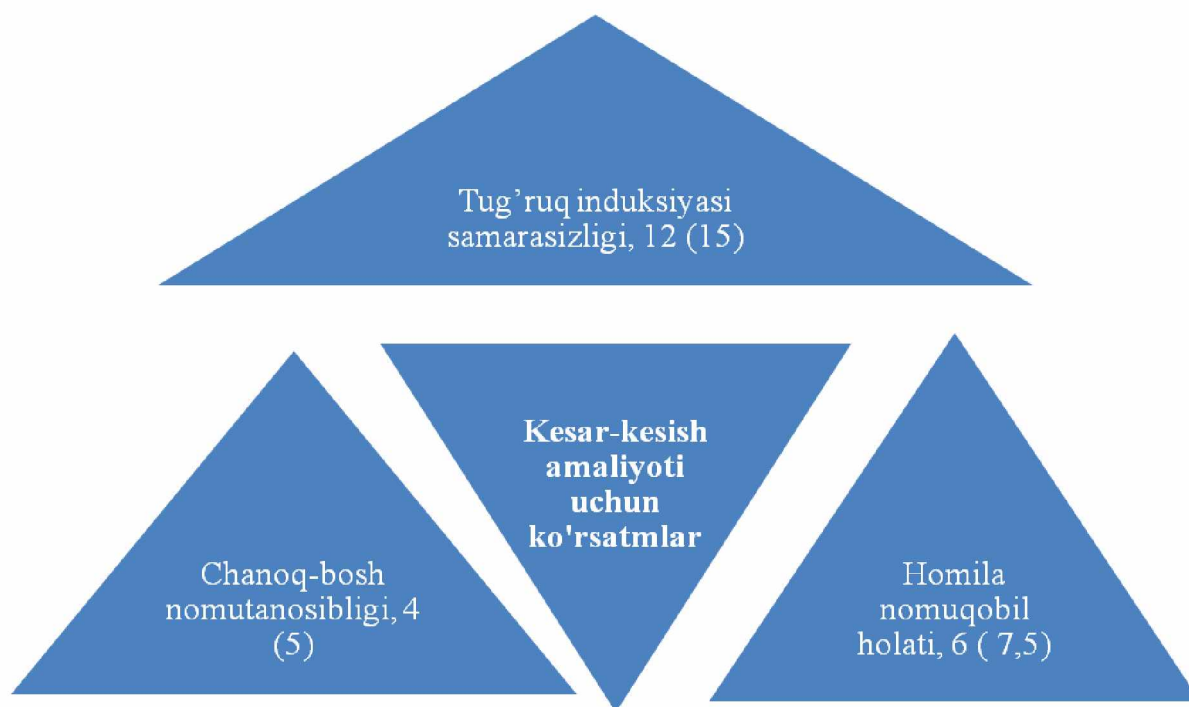 Tug’ruq induksiyasi
samarasizligi, 12 (15)
Kesar-kesish
amaliyoti
uchun
ko'rsatmlar
Chanoq-bosh
nomutanosibligi, 4
(5)
Homila
nomuqobil
holati, 6 ( 7,5)